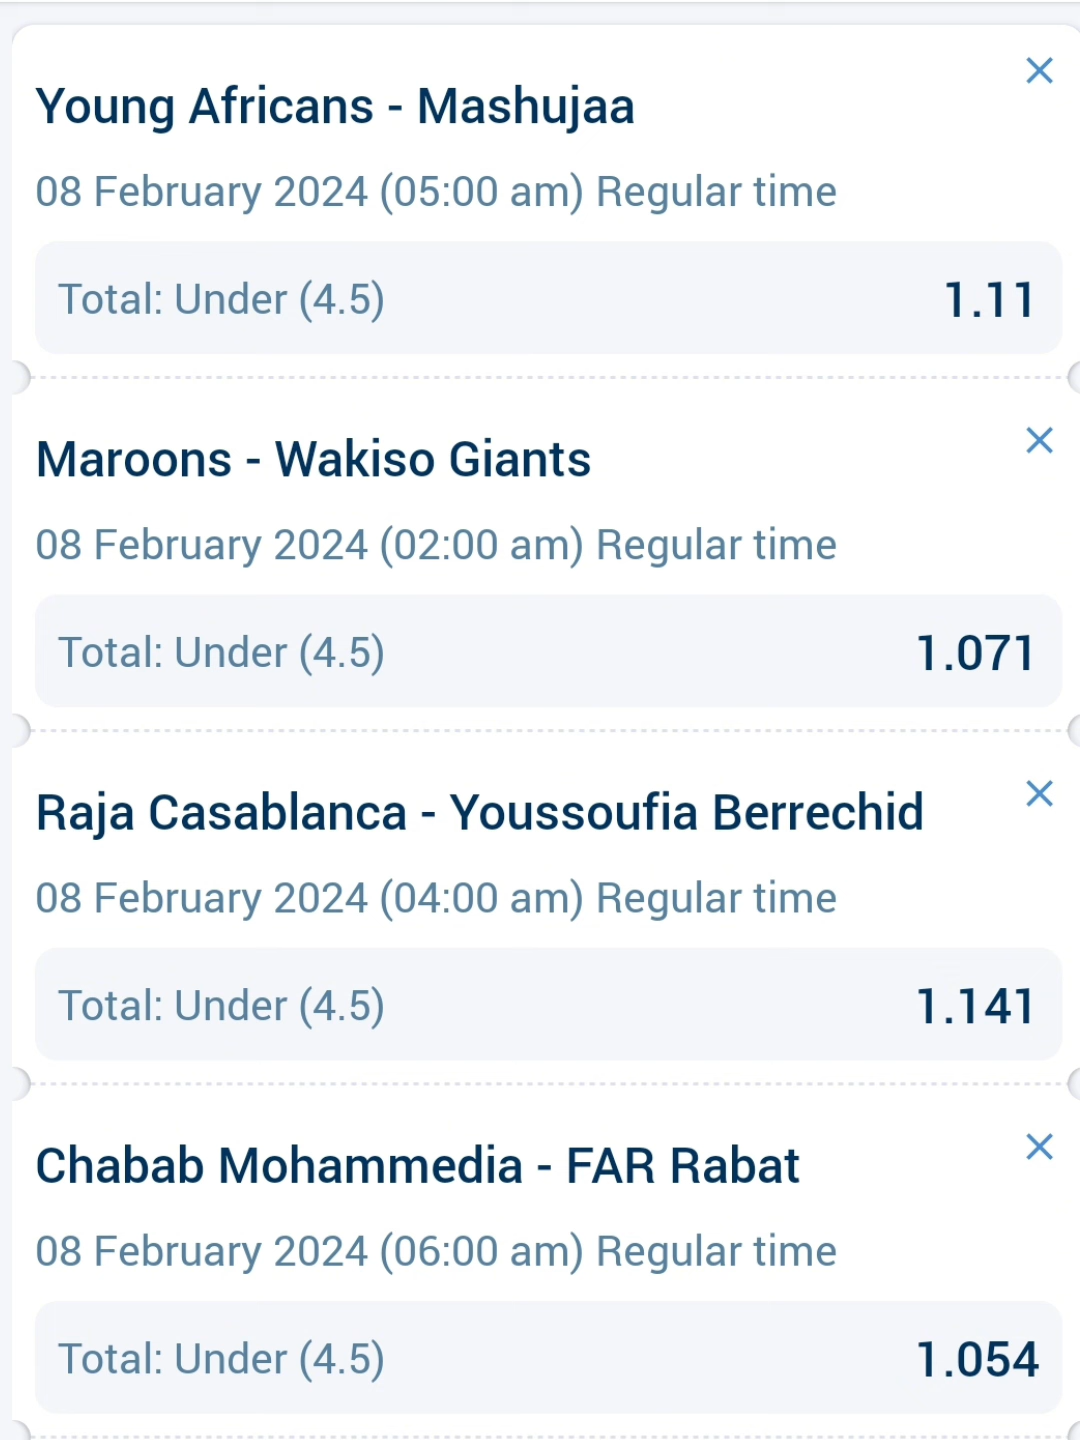 Young Africans - Mashujaa
08 February 2024 (05:00 am) Regular time
Total: Under (4.5) 1.11
Maroons - Wakiso Giants
08 February 2024 (02:00 am) Regular time
Total: Under (4.5) 1.071
Raja Casablanca - Youssoufia Berrechid
08 February 2024 (04:00 am) Regular time
Total: Under (4.5) 1.141
Chabab Mohammedia - FAR Rabat
08 February 2024 (06:00 am) Regular time
Total: Under (4.5) 1.054